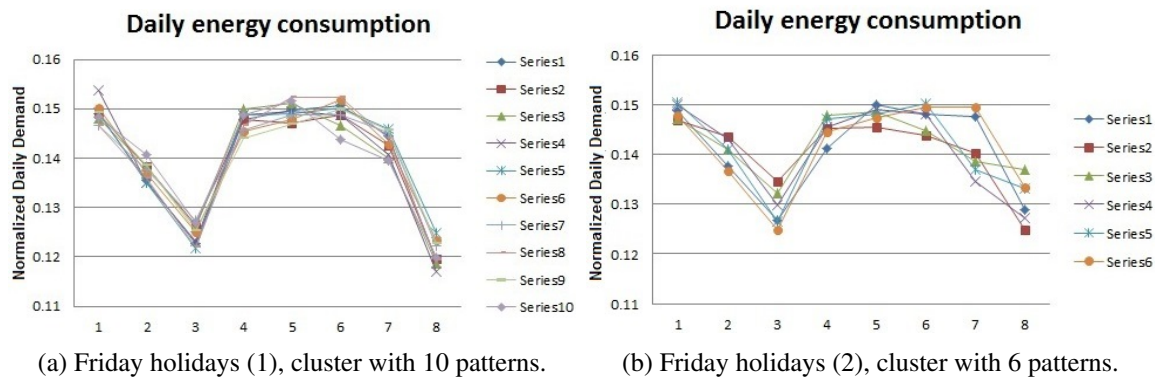 Daily energy consumption
Normalized Daily Demand
0.16
0.15
0.14
0.13
0.12
0.11
1 2 3 4 5 6 7 8
Series1
Series2
Series3
Series4
Series5
Series6
Series7
Series8
Series9
Series10
(a) Friday holidays (1), cluster with 10 patterns.
Daily energy consumption
Normalized Daily Demand
0.16
0.15
0.14
0.13
0.12
0.11
1 2 3 4 5 6 7 8
Series1
Series2
Series3
Series4
Series5
Series6
(b) Friday holidays (2), cluster with 6 patterns.